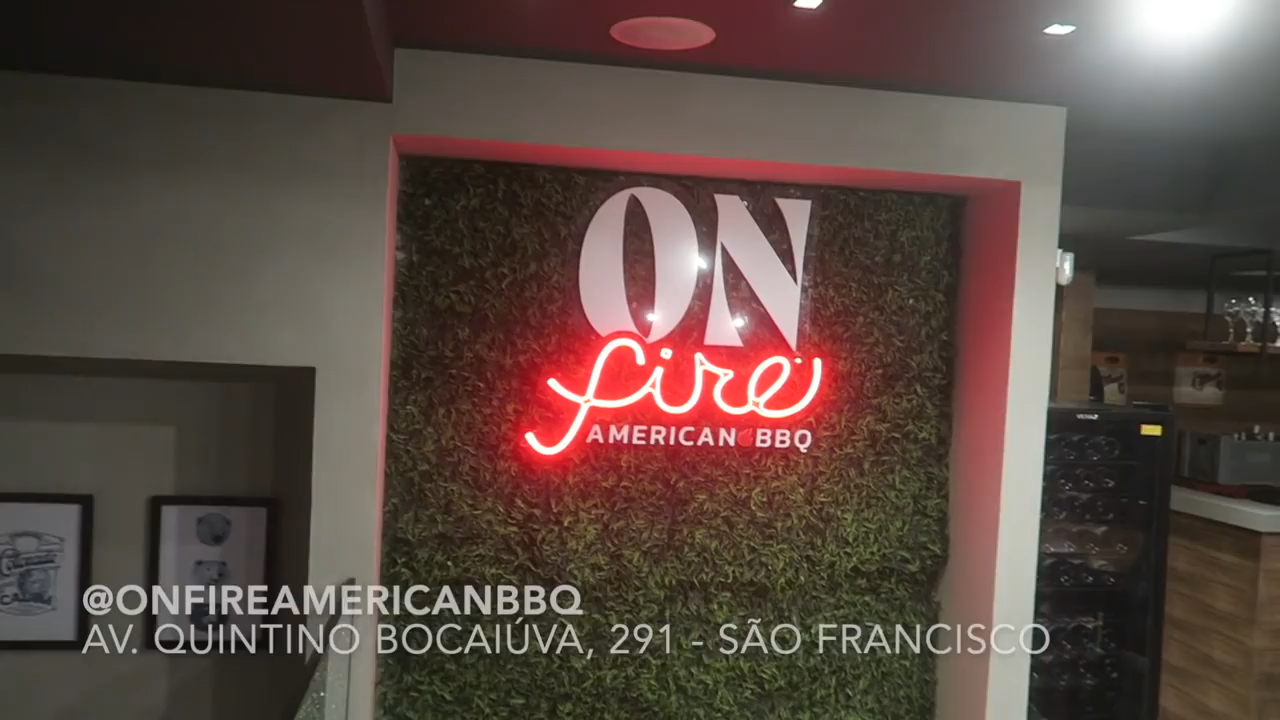 ON
fire
AMERICAN BBQ
@ONFIREAMERICANBBQ
AV. QUINTINO BOCAIÚVA, 291 - SÃO FRANCISCO